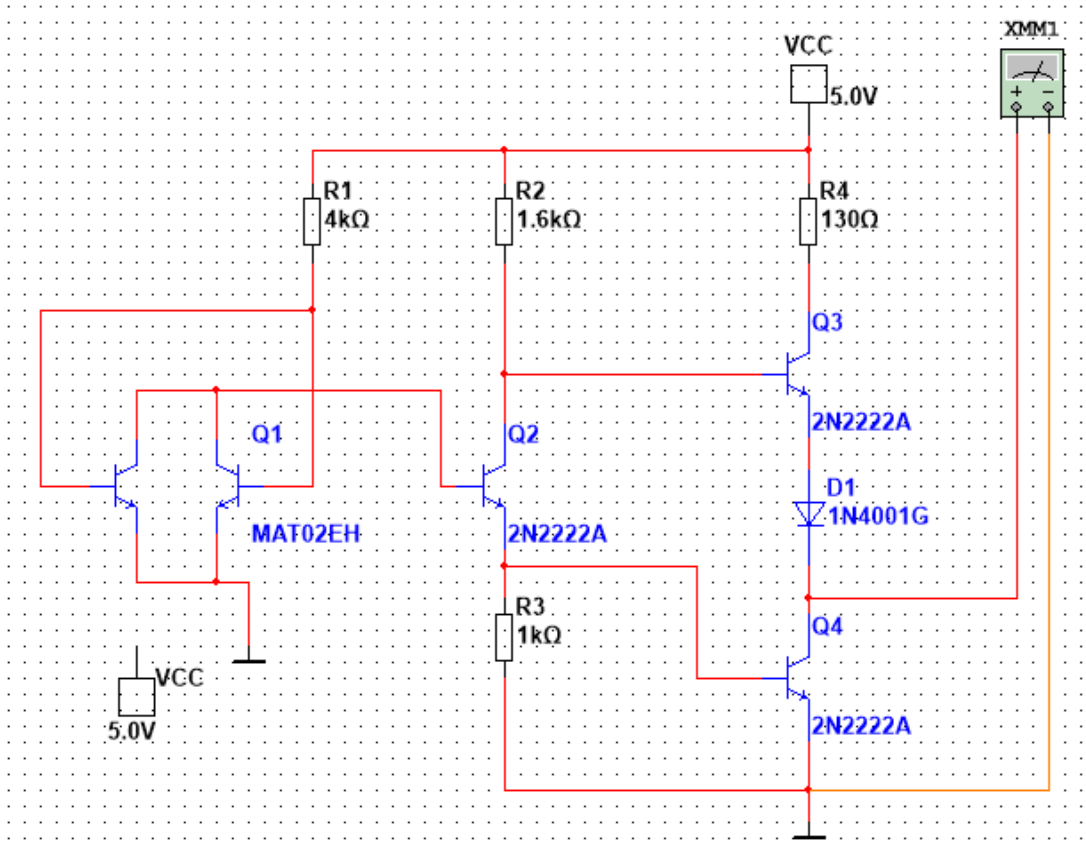 XMM1
+ −
VCC
5.0V
R1
4kΩ
R2
1.6kΩ
R4
130Ω
Q3
2N2222A
Q1
MAT02EH
Q2
2N2222A
D1
1N4001G
R3
1kΩ
Q4
2N2222A
VCC
5.0V